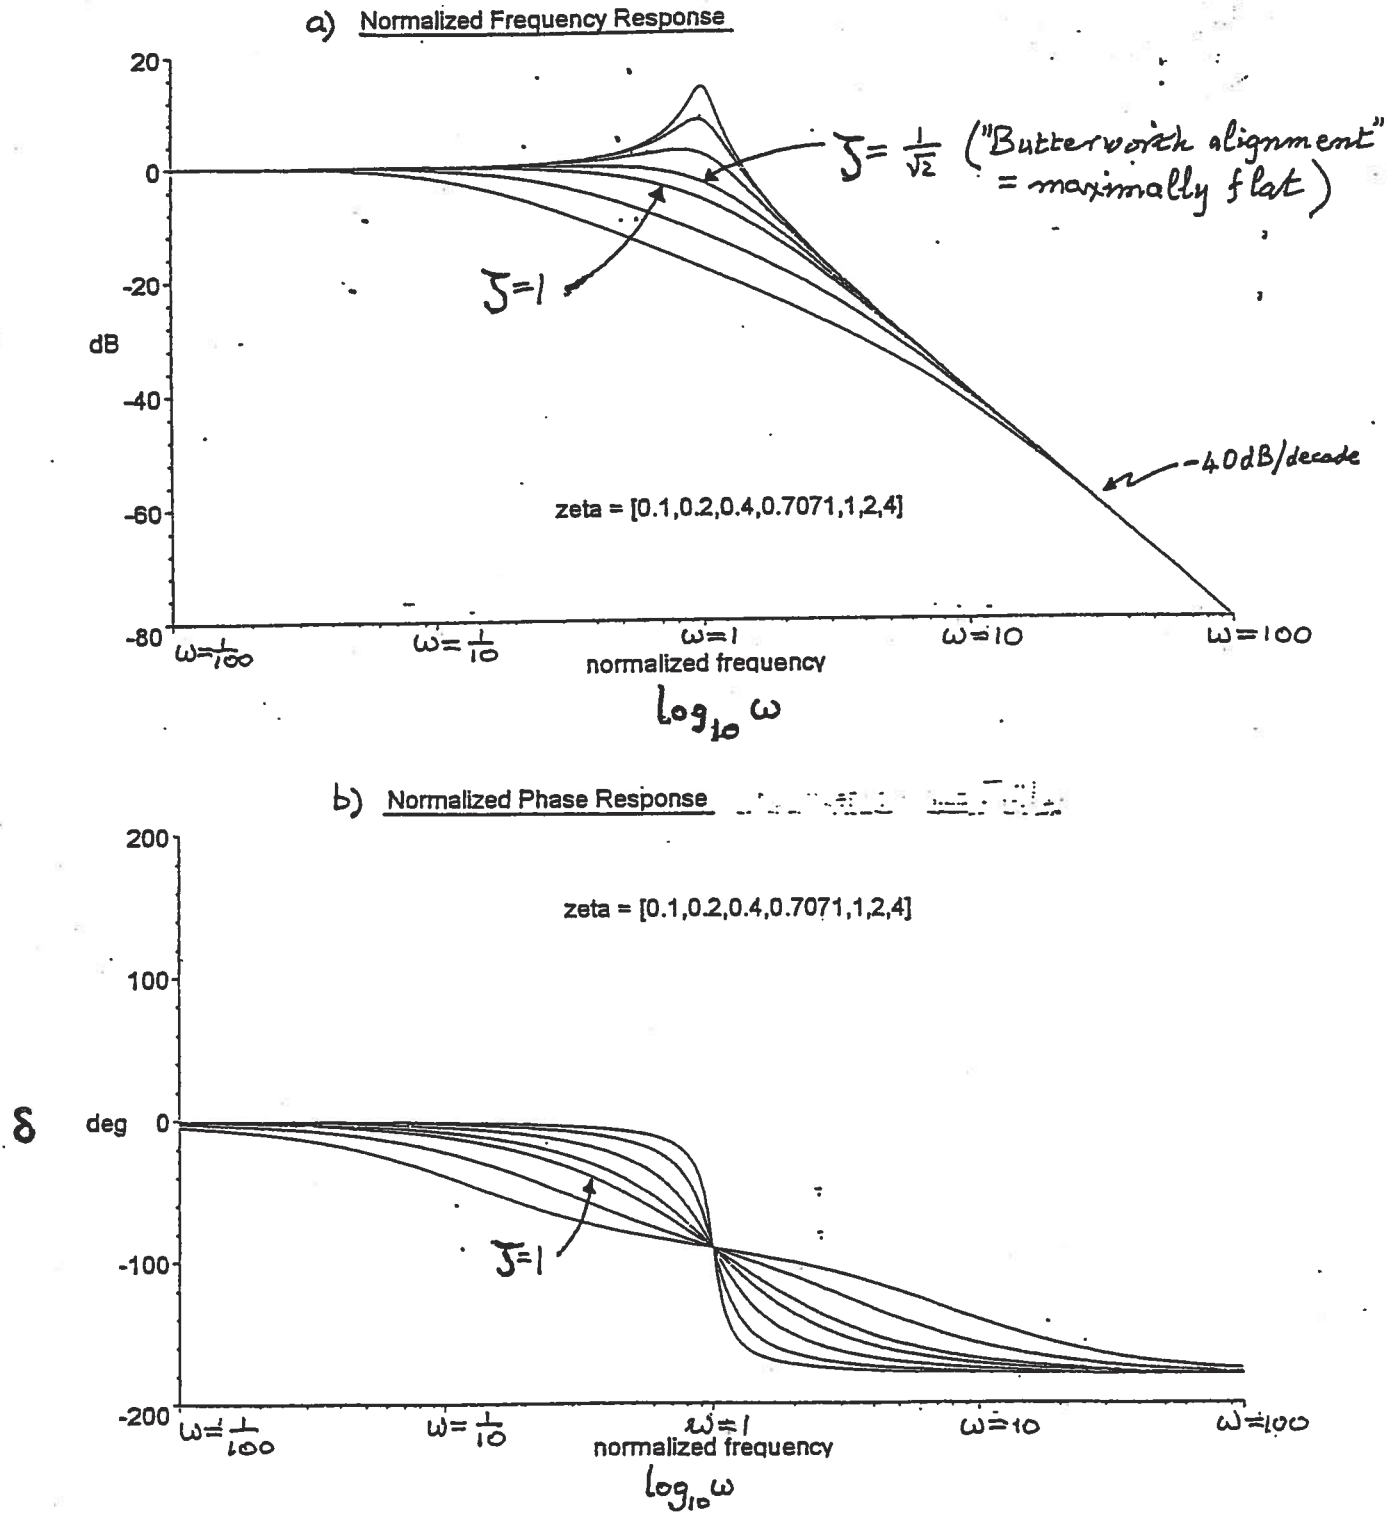 a) Normalized Frequency Response
20
0
-20
dB
-40
-60
-80
ζ = 1/√2 ("Butterworth alignment"
= maximally flat)
ζ=1
-40dB/decade
zeta = [0.1,0.2,0.4,0.7071,1,2,4]
ω=1/100
ω=1/10
ω=1
ω=10
ω=100
normalized frequency
log₁₀ ω
b) Normalized Phase Response
200
zeta = [0.1,0.2,0.4,0.7071,1,2,4]
100
δ deg 0
ζ=1
-100
-200
ω=1/100
ω=1/10
ω=1
ω=10
ω=100
normalized frequency
log₁₀ω